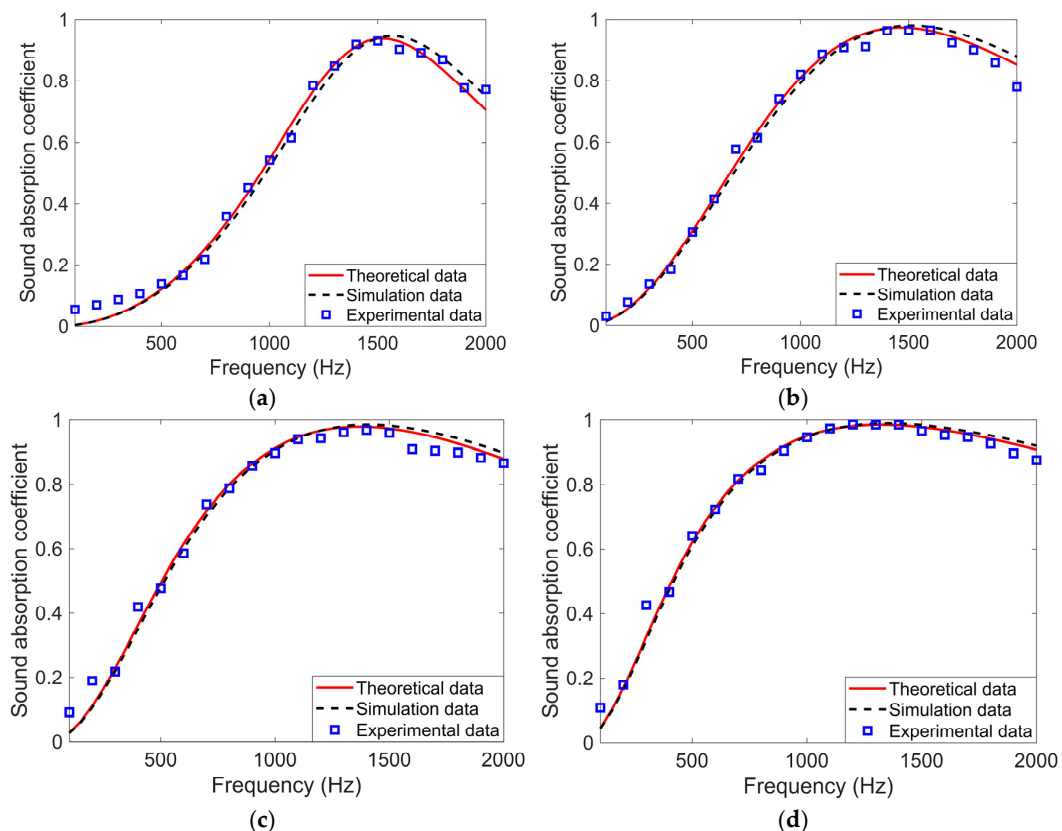 Sound absorption coefficient
1
0.8
0.6
0.4
0.2
0
500
1000
1500
2000
Frequency (Hz)
Theoretical data
Simulation data
Experimental data
(a)
Sound absorption coefficient
1
0.8
0.6
0.4
0.2
0
500
1000
1500
2000
Frequency (Hz)
Theoretical data
Simulation data
Experimental data
(b)
Sound absorption coefficient
1
0.8
0.6
0.4
0.2
0
500
1000
1500
2000
Frequency (Hz)
Theoretical data
Simulation data
Experimental data
(c)
Sound absorption coefficient
1
0.8
0.6
0.4
0.2
0
500
1000
1500
2000
Frequency (Hz)
Theoretical data
Simulation data
Experimental data
(d)